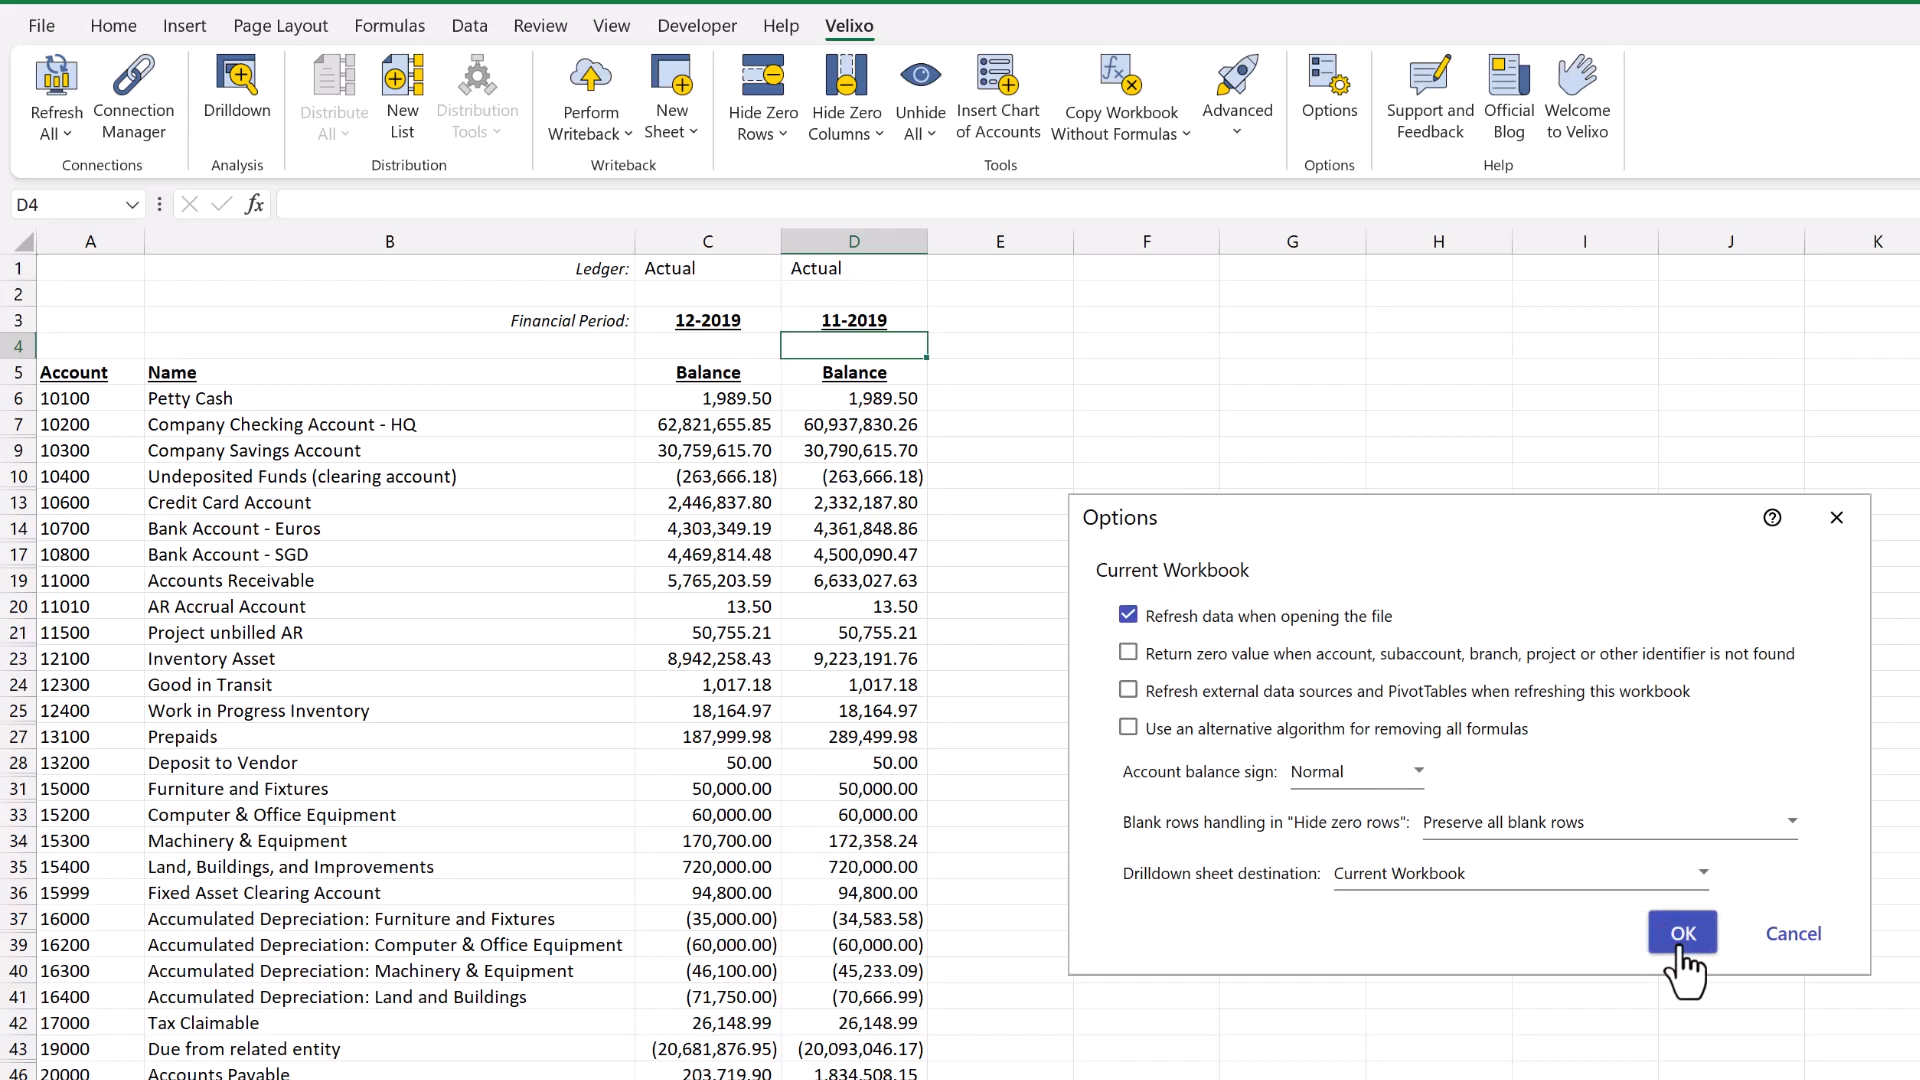 File Home Insert Page Layout Formulas Data Review View Developer Help Velixo
Refresh All
Connection Manager
Connections
Drilldown
Analysis
Distribute All
New List
Distribution Tools
Distribution
Perform Writeback
New Sheet
Writeback
Hide Zero Rows
Hide Zero Columns
Unhide All
Insert Chart of Accounts
Copy Workbook Without Formulas
Advanced
Tools
Options
Options
Support and Feedback
Official Blog
Welcome to Velixo
Help
D4 fx
A B C D E F G H I J K
1 Ledger: Actual Actual
2
3 Financial Period: 12-2019 11-2019
4
5 Account Name Balance Balance
6 10100 Petty Cash 1,989.50 1,989.50
7 10200 Company Checking Account - HQ 62,821,655.85 60,937,830.26
9 10300 Company Savings Account 30,759,615.70 30,790,615.70
10 10400 Undeposited Funds (clearing account) (263,666.18) (263,666.18)
13 10600 Credit Card Account 2,446,837.80 2,332,187.80
14 10700 Bank Account - Euros 4,303,349.19 4,361,848.86
17 10800 Bank Account - SGD 4,469,814.48 4,500,090.47
19 11000 Accounts Receivable 5,765,203.59 6,633,027.63
20 11010 AR Accrual Account 13.50 13.50
21 11500 Project unbilled AR 50,755.21 50,755.21
23 12100 Inventory Asset 8,942,258.43 9,223,191.76
24 12300 Good in Transit 1,017.18 1,017.18
25 12400 Work in Progress Inventory 18,164.97 18,164.97
27 13100 Prepaids 187,999.98 289,499.98
28 13200 Deposit to Vendor 50.00 50.00
31 15000 Furniture and Fixtures 50,000.00 50,000.00
33 15200 Computer & Office Equipment 60,000.00 60,000.00
34 15300 Machinery & Equipment 170,700.00 172,358.24
35 15400 Land, Buildings, and Improvements 720,000.00 720,000.00
36 15999 Fixed Asset Clearing Account 94,800.00 94,800.00
37 16000 Accumulated Depreciation: Furniture and Fixtures (35,000.00) (34,583.58)
39 16200 Accumulated Depreciation: Computer & Office Equipment (60,000.00) (60,000.00)
40 16300 Accumulated Depreciation: Machinery & Equipment (46,100.00) (45,233.09)
41 16400 Accumulated Depreciation: Land and Buildings (71,750.00) (70,666.99)
42 17000 Tax Claimable 26,148.99 26,148.99
43 19000 Due from related entity (20,681,876.95) (20,093,046.17)
46 20000 Accounts Payable 203,719.90 1,834,508.15
Options
Current Workbook
Refresh data when opening the file
Return zero value when account, subaccount, branch, project or other identifier is not found
Refresh external data sources and PivotTables when refreshing this workbook
Use an alternative algorithm for removing all formulas
Account balance sign: Normal
Blank rows handling in "Hide zero rows": Preserve all blank rows
Drilldown sheet destination: Current Workbook
OK Cancel